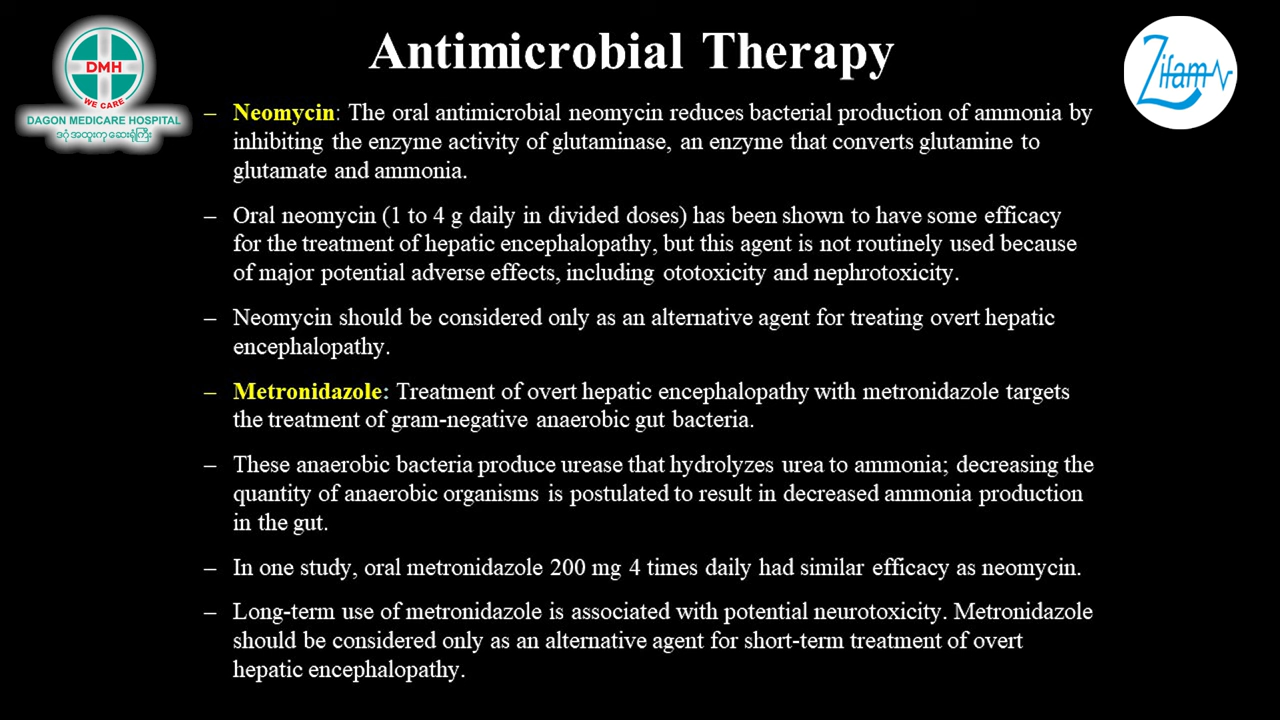 Antimicrobial Therapy
DMH
WE CARE
DAGON MEDICARE HOSPITAL
ဒဂုံ အထူးကု ဆေးရုံကြီး
Zifam
– Neomycin: The oral antimicrobial neomycin reduces bacterial production of ammonia by
inhibiting the enzyme activity of glutaminase, an enzyme that converts glutamine to
glutamate and ammonia.
– Oral neomycin (1 to 4 g daily in divided doses) has been shown to have some efficacy
for the treatment of hepatic encephalopathy, but this agent is not routinely used because
of major potential adverse effects, including ototoxicity and nephrotoxicity.
– Neomycin should be considered only as an alternative agent for treating overt hepatic
encephalopathy.
– Metronidazole: Treatment of overt hepatic encephalopathy with metronidazole targets
the treatment of gram-negative anaerobic gut bacteria.
– These anaerobic bacteria produce urease that hydrolyzes urea to ammonia; decreasing the
quantity of anaerobic organisms is postulated to result in decreased ammonia production
in the gut.
– In one study, oral metronidazole 200 mg 4 times daily had similar efficacy as neomycin.
– Long-term use of metronidazole is associated with potential neurotoxicity. Metronidazole
should be considered only as an alternative agent for short-term treatment of overt
hepatic encephalopathy.